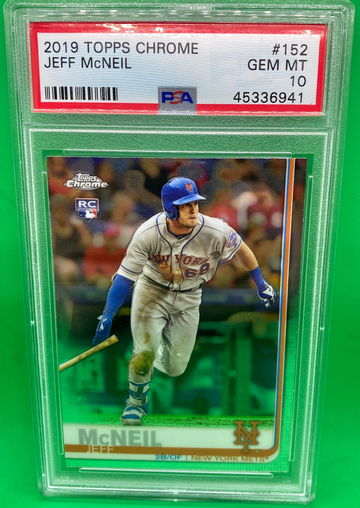 2019 TOPPS CHROME #152
JEFF McNEIL GEM MT
10
PSA 45336941
Topps
Chrome
RC
NEW YORK
68
McNEIL
JEFF
2B/OF | NEW YORK METS